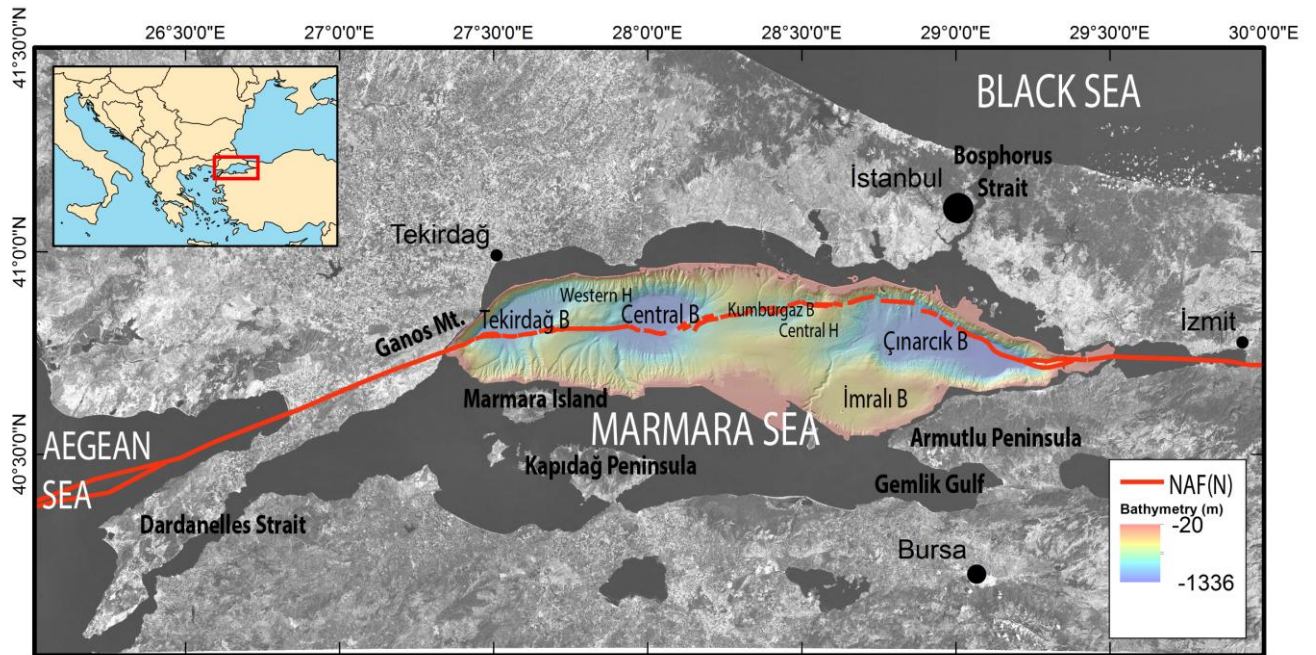 26°30'0"E
27°0'0"E
27°30'0"E
28°0'0"E
28°30'0"E
29°0'0"E
29°30'0"E
30°0'0"E
41°30'0"N
41°0'0"N
40°30'0"N
BLACK SEA
Bosphorus
Strait
İstanbul
Tekirdağ
Western H
Kumburgaz B
Central B
Tekirdağ B
Central H
Çınarcık B
İzmit
Ganos Mt.
Marmara Island
İmralı B
MARMARA SEA
Armutlu Peninsula
AEGEAN
SEA
Kapıdağ Peninsula
Gemlik Gulf
Dardanelles Strait
Bursa
NAF(N)
Bathymetry (m)
-20
-1336